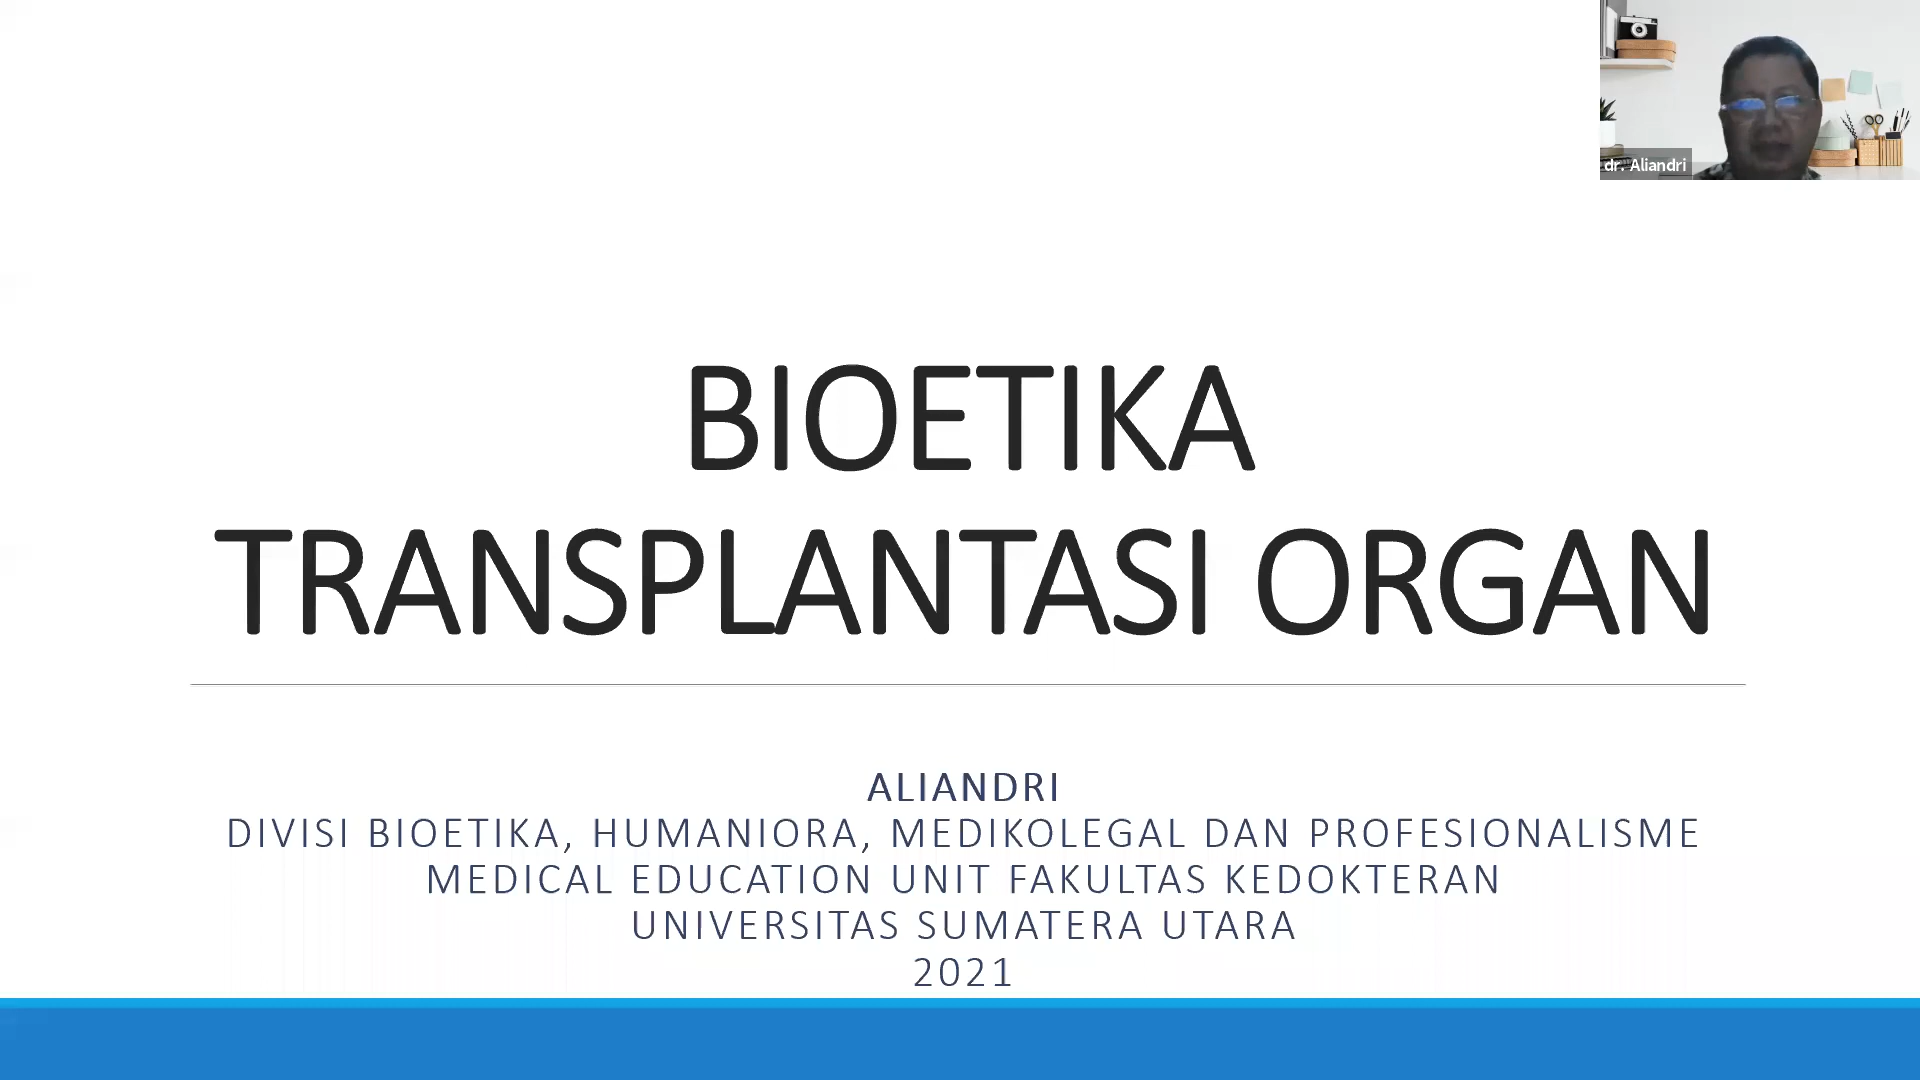 dr. Aliandri
BIOETIKA
TRANSPLANTASI ORGAN
ALIANDRI
DIVISI BIOETIKA, HUMANIORA, MEDIKOLEGAL DAN PROFESIONALISME
MEDICAL EDUCATION UNIT FAKULTAS KEDOKTERAN
UNIVERSITAS SUMATERA UTARA
2021